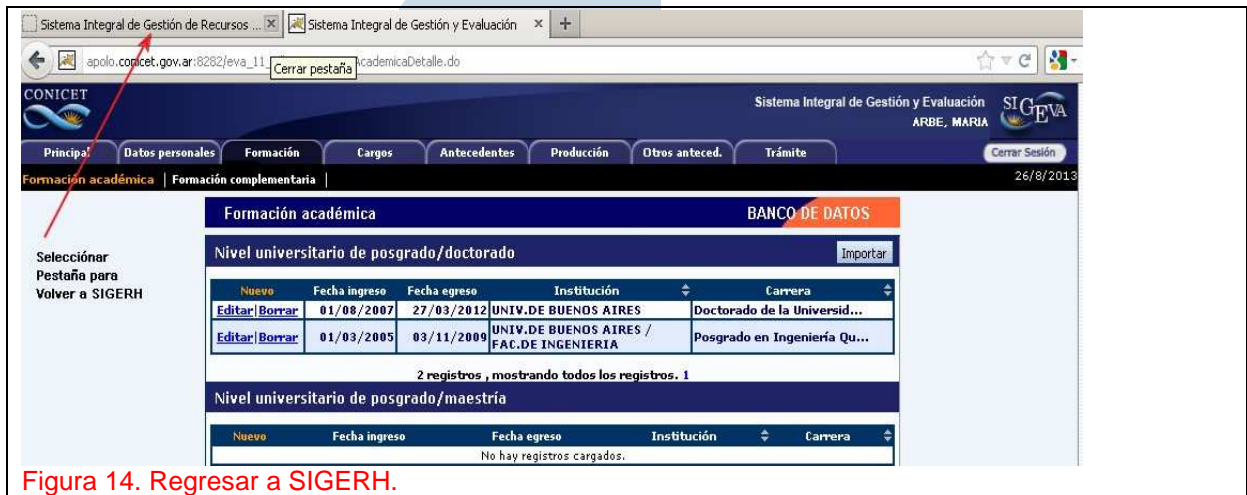 Sistema Integral de Gestión de Recursos ... Sistema Integral de Gestión y Evaluación
apolo.conicet.gov.ar:8282/eva_11_ AcademicaDetalle.do
Cerrar pestaña
CONICET
Sistema Integral de Gestión y Evaluación
SIGEVA
ARBE, MARIA
Principal Datos personales Formación Cargos Antecedentes Producción Otros anteced. Trámite Cerrar Sesión
Formación académica | Formación complementaria | 26/8/2013
Formación académica BANCO DE DATOS
Selecciónar
Pestaña para
Volver a SIGERH
Nivel universitario de posgrado/doctorado Importar
Nuevo Fecha ingreso Fecha egreso Institución Carrera
Editar|Borrar 01/08/2007 27/03/2012 UNIV.DE BUENOS AIRES Doctorado de la Universid...
Editar|Borrar 01/03/2005 03/11/2009 UNIV.DE BUENOS AIRES / FAC.DE INGENIERIA Posgrado en Ingeniería Qu...
2 registros , mostrando todos los registros. 1
Nivel universitario de posgrado/maestría
Nuevo Fecha ingreso Fecha egreso Institución Carrera
No hay registros cargados.
Figura 14. Regresar a SIGERH.